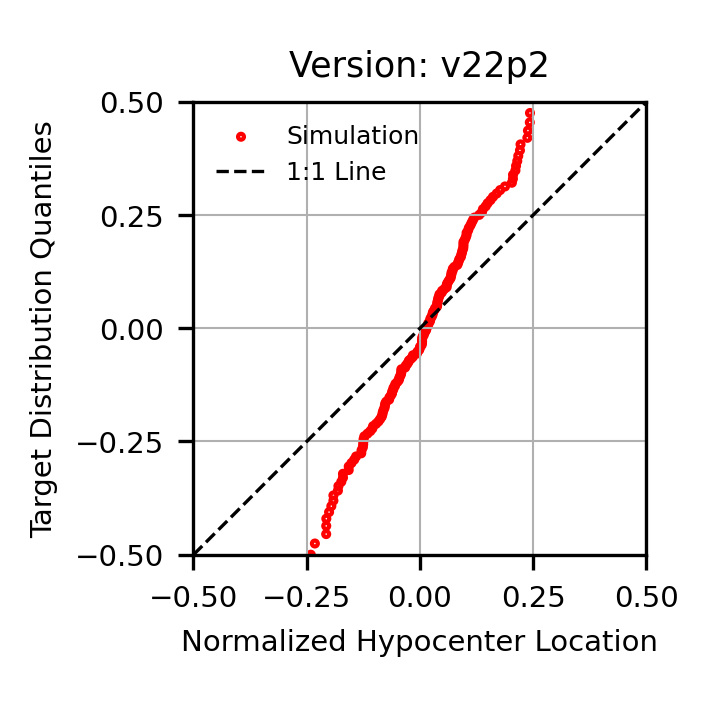 Version: v22p2
Target Distribution Quantiles
0.50
0.25
0.00
−0.25
−0.50
Simulation
1:1 Line
−0.50 −0.25 0.00 0.25 0.50
Normalized Hypocenter Location